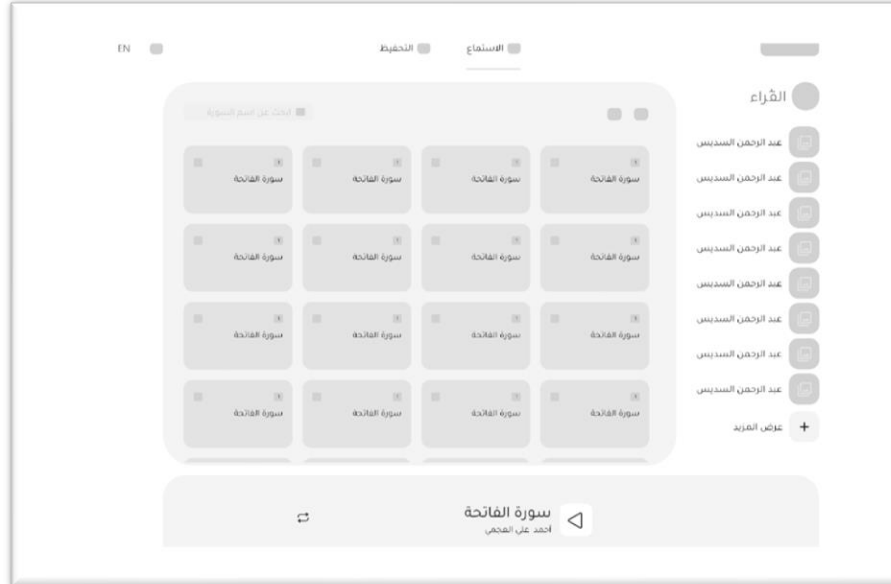 الاستماع
التحفيظ
EN
القُراء
عبد الرحمن السديس
عبد الرحمن السديس
عبد الرحمن السديس
عبد الرحمن السديس
عبد الرحمن السديس
عبد الرحمن السديس
عبد الرحمن السديس
عبد الرحمن السديس
عرض المزيد
ابحث عن اسم السورة
سورة الفاتحة سورة الفاتحة سورة الفاتحة سورة الفاتحة
سورة الفاتحة سورة الفاتحة سورة الفاتحة سورة الفاتحة
سورة الفاتحة سورة الفاتحة سورة الفاتحة سورة الفاتحة
سورة الفاتحة سورة الفاتحة سورة الفاتحة سورة الفاتحة
سورة الفاتحة
أحمد علي العجمي